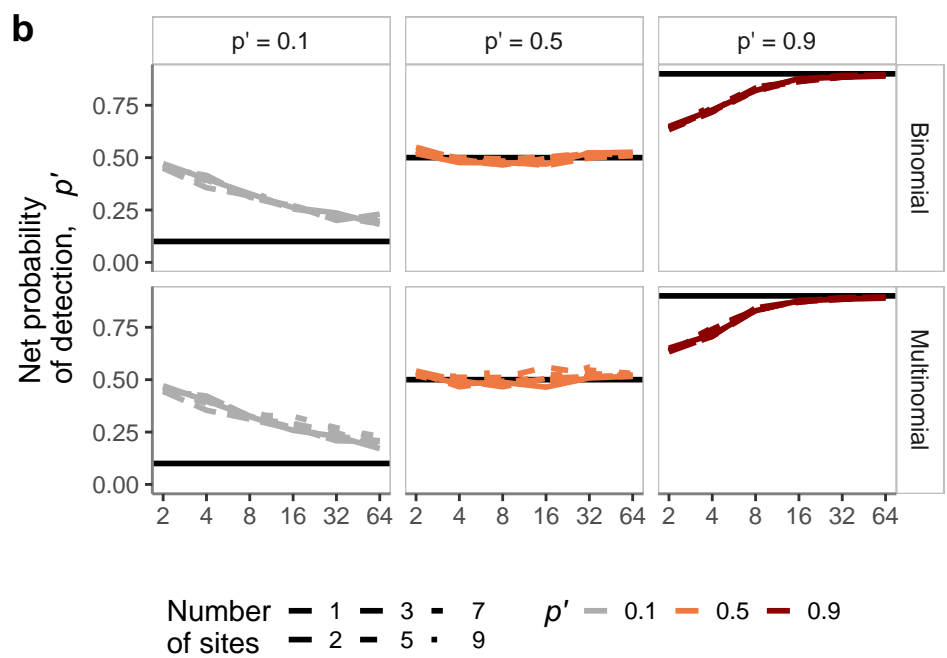 b
p' = 0.1
p' = 0.5
p' = 0.9
Net probability
of detection, p'
0.75
0.50
0.25
0.00
Binomial
0.75
0.50
0.25
0.00
Multinomial
2 4 8 16 32 64
2 4 8 16 32 64
2 4 8 16 32 64
Number
of sites
1 3 7
2 5 9
p' 0.1 0.5 0.9